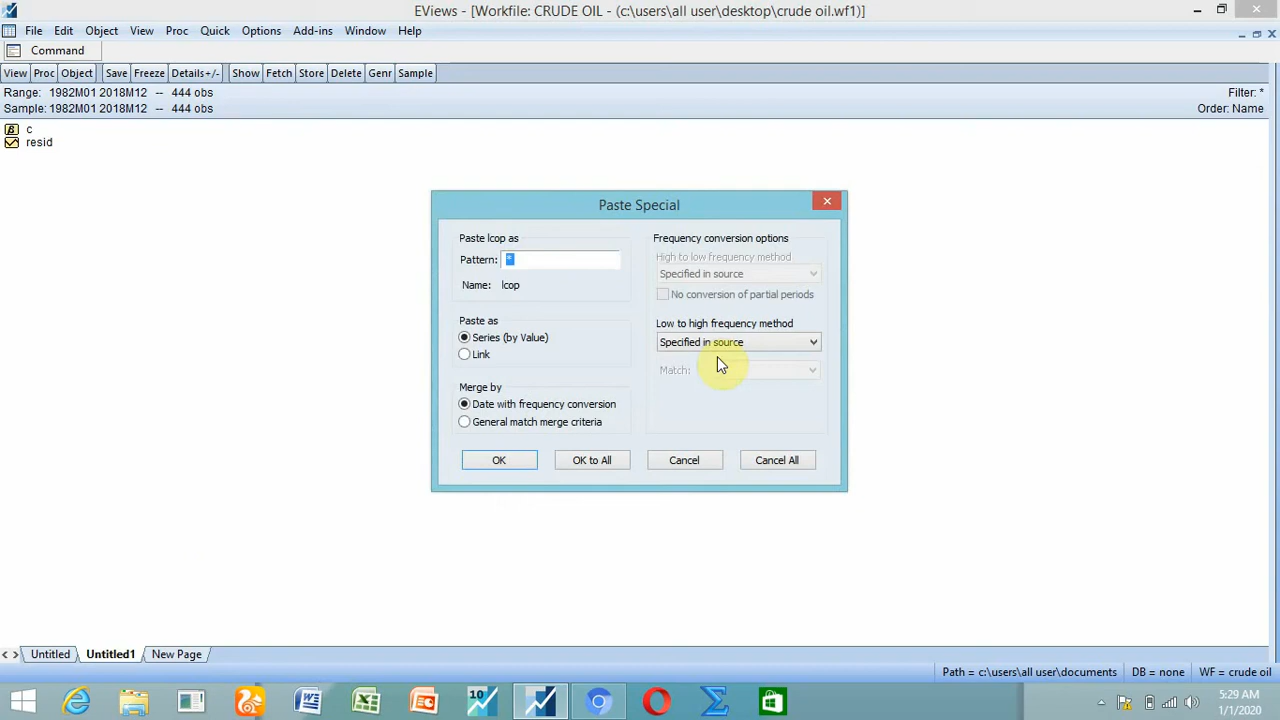 EViews - [Workfile: CRUDE OIL - (c:\users\all user\desktop\crude oil.wf1)]
File Edit Object View Proc Quick Options Add-ins Window Help
Command
View Proc Object Save Freeze Details+/- Show Fetch Store Delete Genr Sample
Range: 1982M01 2018M12 -- 444 obs Filter: *
Sample: 1982M01 2018M12 -- 444 obs Order: Name
β c
resid
Paste Special
Paste lcop as Frequency conversion options
High to low frequency method
Pattern: *
Specified in source
Name: lcop
No conversion of partial periods
Paste as Low to high frequency method
Series (by Value) Specified in source
Link
Match:
Merge by
Date with frequency conversion
General match merge criteria
OK OK to All Cancel Cancel All
Untitled Untitled1 New Page
Path = c:\users\all user\documents DB = none WF = crude oil
10
5:29 AM
1/1/2020